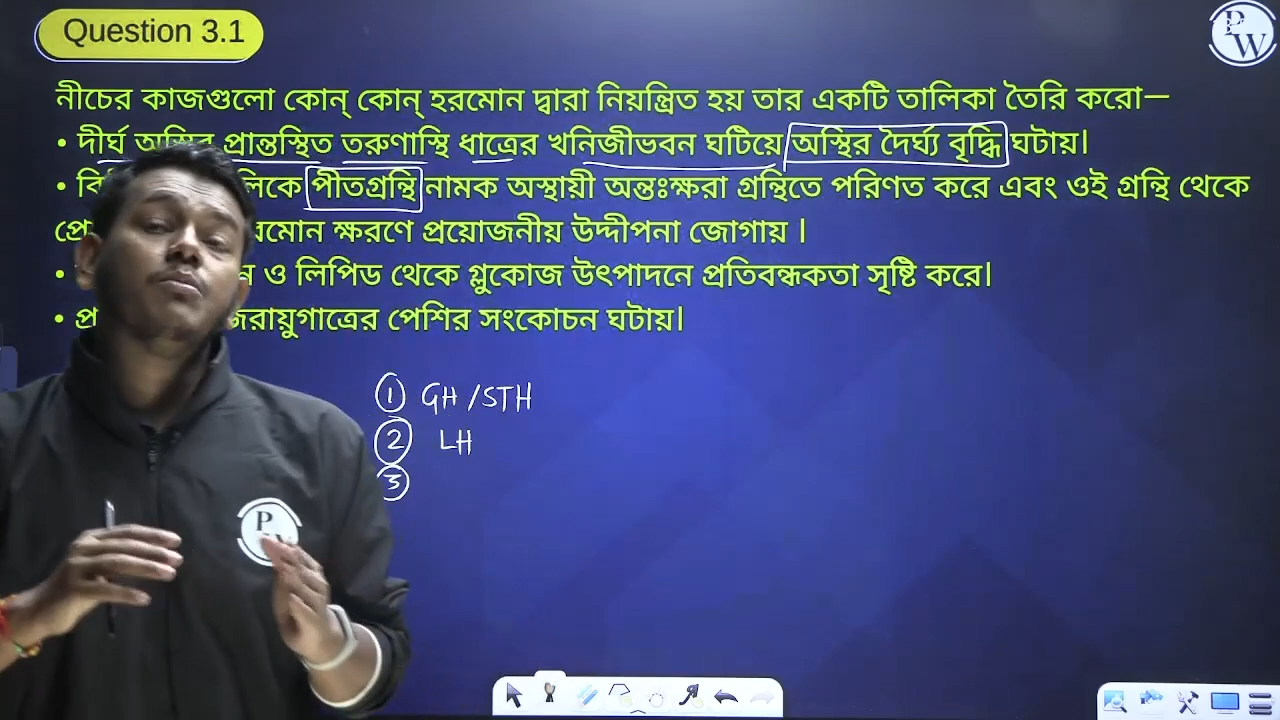 Question 3.1
PW
নীচের কাজগুলো কোন্ কোন্ হরমোন দ্বারা নিয়ন্ত্রিত হয় তার একটি তালিকা তৈরি করো—
• দীর্ঘ অস্থির প্রান্তস্থিত তরুণাস্থি ধাত্রের খনিজীভবন ঘটিয়ে অস্থির দৈর্ঘ্য বৃদ্ধি ঘটায়।
• পীতগ্রন্থি নামক অস্থায়ী অন্তঃক্ষরা গ্রন্থিতে পরিণত করে এবং ওই গ্রন্থি থেকে
ক্ষরণে প্রয়োজনীয় উদ্দীপনা জোগায় ।
• ও লিপিড থেকে গ্লুকোজ উৎপাদনে প্রতিবন্ধকতা সৃষ্টি করে।
• জরায়ুগাত্রের পেশির সংকোচন ঘটায়।
① GH /STH
② LH
③
P